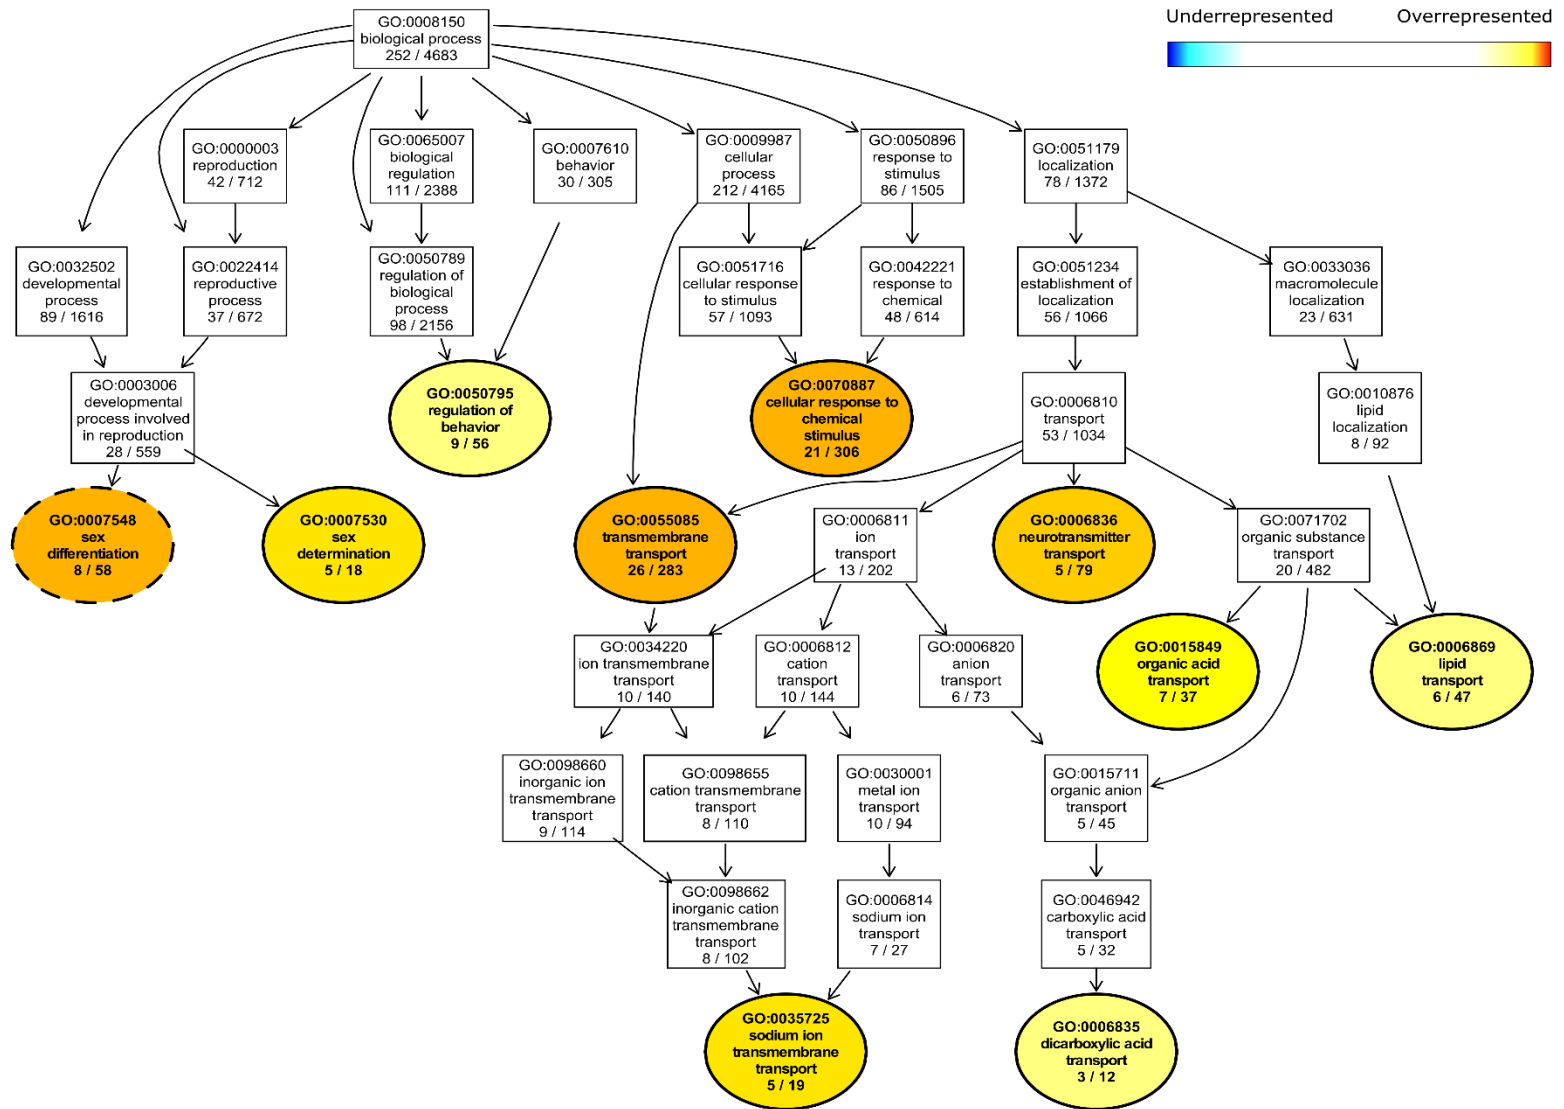 Underrepresented
Overrepresented
GO:0008150
biological process
252 / 4683
GO:0000003
reproduction
42 / 712
GO:0065007
biological
regulation
111 / 2388
GO:0007610
behavior
30 / 305
GO:0009987
cellular
process
212 / 4165
GO:0050896
response to
stimulus
86 / 1505
GO:0051179
localization
78 / 1372
GO:0032502
developmental
process
89 / 1616
GO:0022414
reproductive
process
37 / 672
GO:0050789
regulation of
biological
process
98 / 2156
GO:0051716
cellular response
to stimulus
57 / 1093
GO:0042221
response to
chemical
48 / 614
GO:0051234
establishment of
localization
56 / 1066
GO:0033036
macromolecule
localization
23 / 631
GO:0003006
developmental
process involved
in reproduction
28 / 559
GO:0050795
regulation of
behavior
9 / 56
GO:0070887
cellular response to
chemical
stimulus
21 / 306
GO:0006810
transport
53 / 1034
GO:0010876
lipid
localization
8 / 92
GO:0007548
sex
differentiation
8 / 58
GO:0007530
sex
determination
5 / 18
GO:0055085
transmembrane
transport
26 / 283
GO:0006811
ion
transport
13 / 202
GO:0006836
neurotransmitter
transport
5 / 79
GO:0071702
organic substance
transport
20 / 482
GO:0034220
ion transmembrane
transport
10 / 140
GO:0006812
cation
transport
10 / 144
GO:0006820
anion
transport
6 / 73
GO:0015849
organic acid
transport
7 / 37
GO:0006869
lipid
transport
6 / 47
GO:0098660
inorganic ion
transmembrane
transport
9 / 114
GO:0098655
cation transmembrane
transport
8 / 110
GO:0030001
metal ion
transport
10 / 94
GO:0015711
organic anion
transport
5 / 45
GO:0098662
inorganic cation
transmembrane
transport
8 / 102
GO:0006814
sodium ion
transport
7 / 27
GO:0046942
carboxylic acid
transport
5 / 32
GO:0035725
sodium ion
transmembrane
transport
5 / 19
GO:0006835
dicarboxylic acid
transport
3 / 12